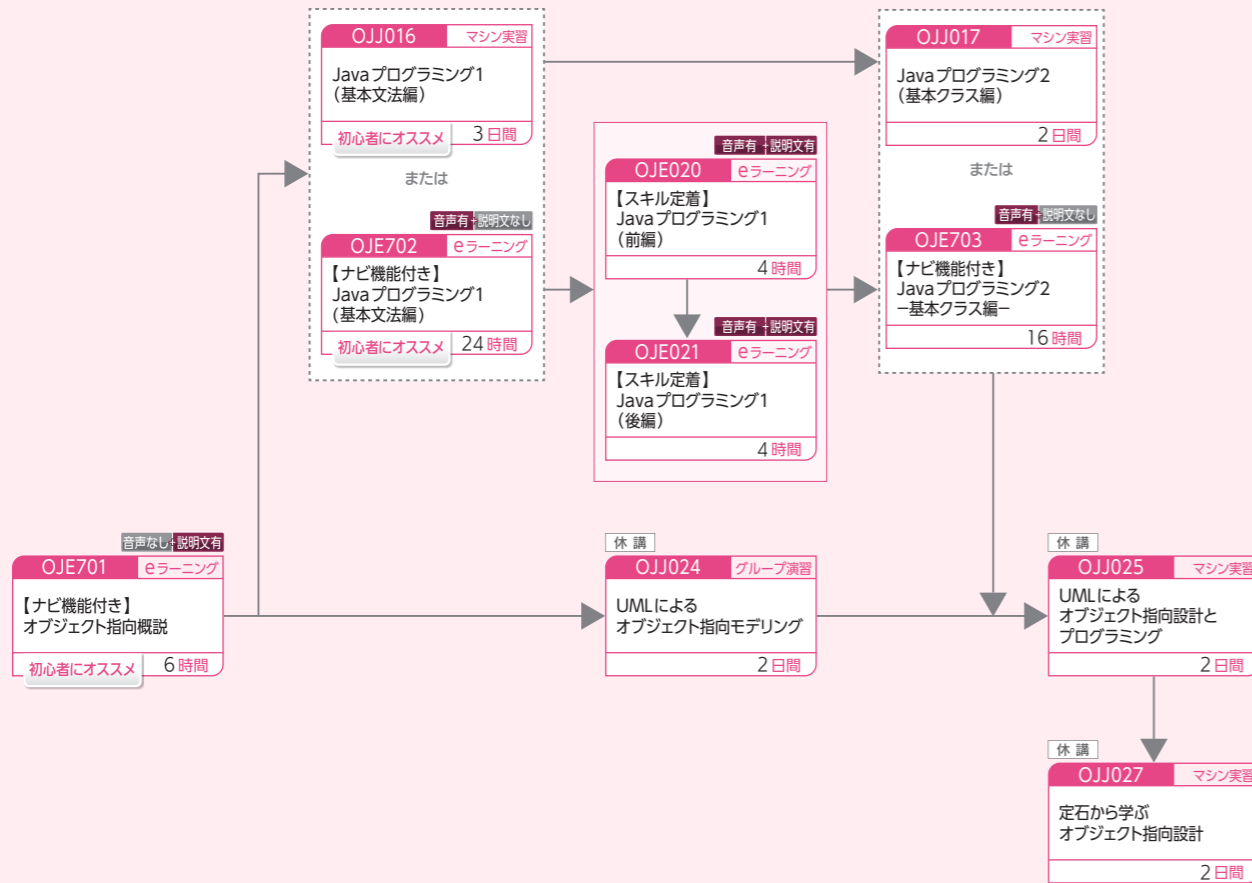 OJJ016 マシン実習
Javaプログラミング1
(基本文法編)
初心者にオススメ 3日間
または
音声有+説明文なし
OJE702 eラーニング
【ナビ機能付き】
Javaプログラミング1
(基本文法編)
初心者にオススメ 24時間
音声有+説明文有
OJE020 eラーニング
【スキル定着】
Javaプログラミング1
(前編)
4時間
音声有+説明文有
OJE021 eラーニング
【スキル定着】
Javaプログラミング1
(後編)
4時間
OJJ017 マシン実習
Javaプログラミング2
(基本クラス編)
2日間
または
音声有+説明文なし
OJE703 eラーニング
【ナビ機能付き】
Javaプログラミング2
−基本クラス編−
16時間
音声なし+説明文有
OJE701 eラーニング
【ナビ機能付き】
オブジェクト指向概説
初心者にオススメ 6時間
休講
OJJ024 グループ演習
UMLによる
オブジェクト指向モデリング
2日間
休講
OJJ025 マシン実習
UMLによる
オブジェクト指向設計と
プログラミング
2日間
休講
OJJ027 マシン実習
定石から学ぶ
オブジェクト指向設計
2日間